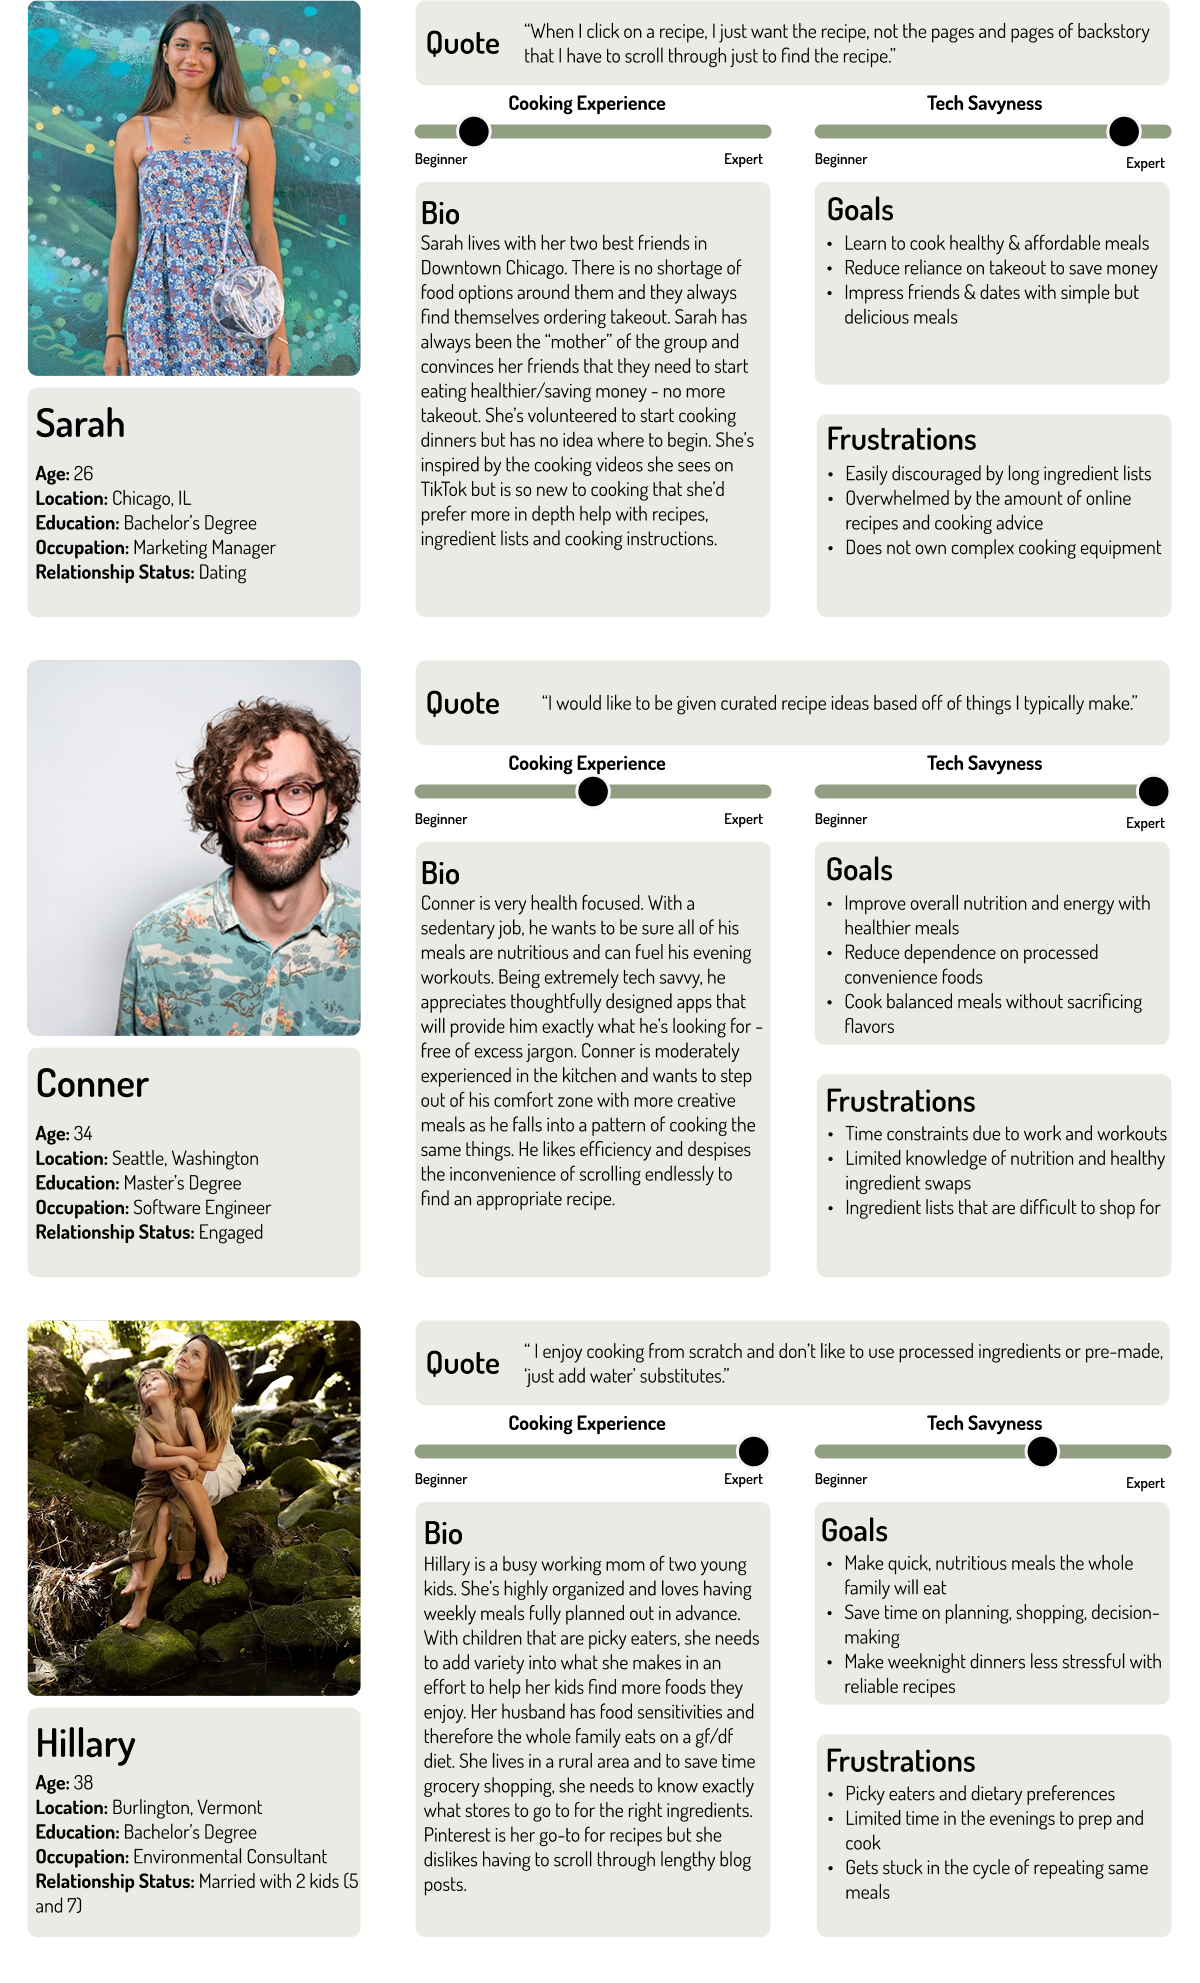 Quote
“When I click on a recipe, I just want the recipe, not the pages and pages of backstory
that I have to scroll through just to find the recipe.”
Cooking Experience
Beginner
Expert
Tech Savyness
Beginner
Expert
Sarah
Age: 26
Location: Chicago, IL
Education: Bachelor’s Degree
Occupation: Marketing Manager
Relationship Status: Dating
Bio
Sarah lives with her two best friends in
Downtown Chicago. There is no shortage of
food options around them and they always
find themselves ordering takeout. Sarah has
always been the “mother” of the group and
convinces her friends that they need to start
eating healthier/saving money - no more
takeout. She’s volunteered to start cooking
dinners but has no idea where to begin. She’s
inspired by the cooking videos she sees on
TikTok but is so new to cooking that she’d
prefer more in depth help with recipes,
ingredient lists and cooking instructions.
Goals
• Learn to cook healthy & affordable meals
• Reduce reliance on takeout to save money
• Impress friends & dates with simple but
delicious meals
Frustrations
• Easily discouraged by long ingredient lists
• Overwhelmed by the amount of online
recipes and cooking advice
• Does not own complex cooking equipment
Quote
“I would like to be given curated recipe ideas based off of things I typically make.”
Cooking Experience
Beginner
Expert
Tech Savyness
Beginner
Expert
Conner
Age: 34
Location: Seattle, Washington
Education: Master’s Degree
Occupation: Software Engineer
Relationship Status: Engaged
Bio
Conner is very health focused. With a
sedentary job, he wants to be sure all of his
meals are nutritious and can fuel his evening
workouts. Being extremely tech savvy, he
appreciates thoughtfully designed apps that
will provide him exactly what he’s looking for -
free of excess jargon. Conner is moderately
experienced in the kitchen and wants to step
out of his comfort zone with more creative
meals as he falls into a pattern of cooking the
same things. He likes efficiency and despises
the inconvenience of scrolling endlessly to
find an appropriate recipe.
Goals
• Improve overall nutrition and energy with
healthier meals
• Reduce dependence on processed
convenience foods
• Cook balanced meals without sacrificing
flavors
Frustrations
• Time constraints due to work and workouts
• Limited knowledge of nutrition and healthy
ingredient swaps
• Ingredient lists that are difficult to shop for
Quote
“ I enjoy cooking from scratch and don’t like to use processed ingredients or pre-made,
‘just add water’ substitutes.”
Cooking Experience
Beginner
Expert
Tech Savyness
Beginner
Expert
Hillary
Age: 38
Location: Burlington, Vermont
Education: Bachelor’s Degree
Occupation: Environmental Consultant
Relationship Status: Married with 2 kids (5
and 7)
Bio
Hillary is a busy working mom of two young
kids. She’s highly organized and loves having
weekly meals fully planned out in advance.
With children that are picky eaters, she needs
to add variety into what she makes in an
effort to help her kids find more foods they
enjoy. Her husband has food sensitivities and
therefore the whole family eats on a gf/df
diet. She lives in a rural area and to save time
grocery shopping, she needs to know exactly
what stores to go to for the right ingredients.
Pinterest is her go-to for recipes but she
dislikes having to scroll through lengthy blog
posts.
Goals
• Make quick, nutritious meals the whole
family will eat
• Save time on planning, shopping, decision-
making
• Make weeknight dinners less stressful with
reliable recipes
Frustrations
• Picky eaters and dietary preferences
• Limited time in the evenings to prep and
cook
• Gets stuck in the cycle of repeating same
meals